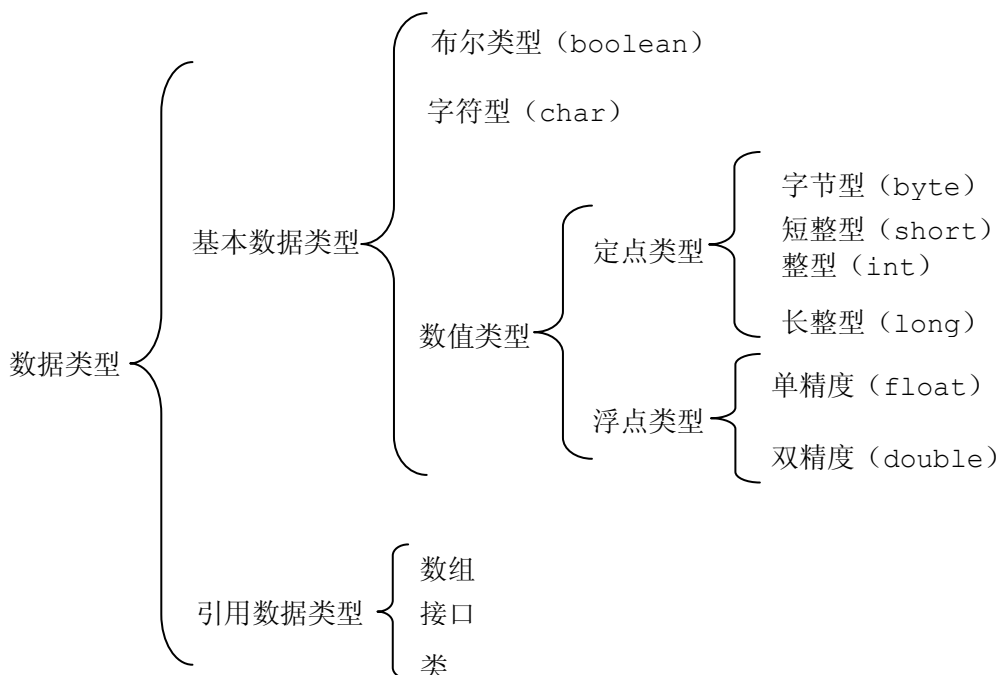 数据类型
基本数据类型
布尔类型（boolean）
字符型（char）
数值类型
定点类型
字节型（byte）
短整型（short）
整型（int）
长整型（long）
浮点类型
单精度（float）
双精度（double）
引用数据类型
数组
接口
类